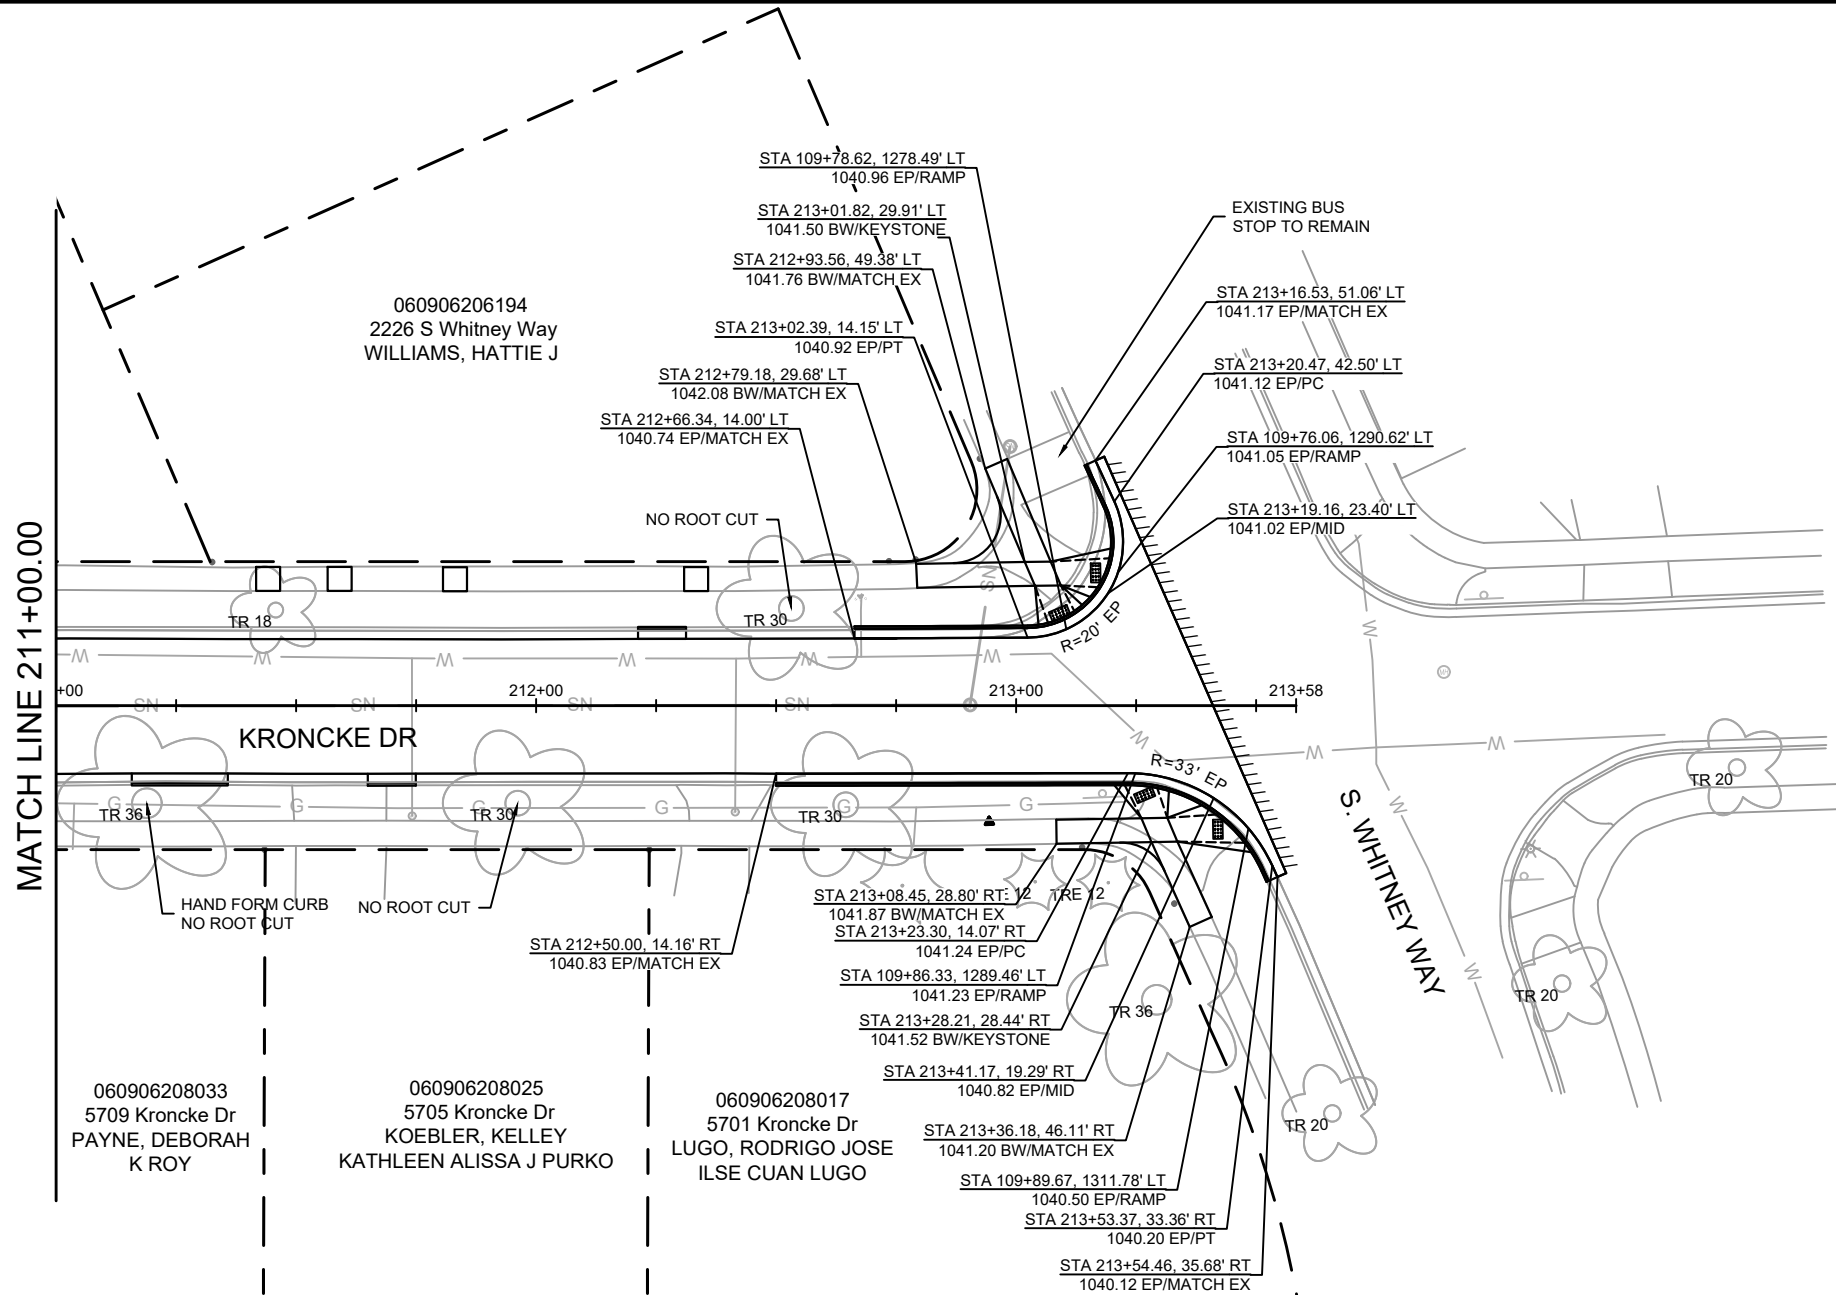 STA 109+78.62, 1278.49' LT
1040.96 EP/RAMP
STA 213+01.82, 29.91' LT
1041.50 BW/KEYSTONE
STA 212+93.56, 49.38' LT
1041.76 BW/MATCH EX
STA 213+02.39, 14.15' LT
1040.92 EP/PT
STA 212+79.18, 29.68' LT
1042.08 BW/MATCH EX
STA 212+66.34, 14.00' LT
1040.74 EP/MATCH EX
EXISTING BUS
STOP TO REMAIN
STA 213+16.53, 51.06' LT
1041.17 EP/MATCH EX
STA 213+20.47, 42.50' LT
1041.12 EP/PC
STA 109+76.06, 1290.62' LT
1041.05 EP/RAMP
STA 213+19.16, 23.40' LT
1041.02 EP/MID
060906206194
2226 S Whitney Way
WILLIAMS, HATTIE J
NO ROOT CUT
MATCH LINE 211+00.00
TR 18
TR 30
SN
R=20' EP
W W W W W W
W
+00
212+00
213+00
213+58
SN SN SN SN
KRONCKE DR
W
W W
R=33' EP
TR 20
G G G G G G
TR 36
TR 30
TR 30
S. WHITNEY WAY
W
W
HAND FORM CURB
NO ROOT CUT
NO ROOT CUT
E 12
TRE 12
STA 212+50.00, 14.16' RT
1040.83 EP/MATCH EX
STA 213+08.45, 28.80' RT
1041.87 BW/MATCH EX
STA 213+23.30, 14.07' RT
1041.24 EP/PC
STA 109+86.33, 1289.46' LT
1041.23 EP/RAMP
STA 213+28.21, 28.44' RT
1041.52 BW/KEYSTONE
STA 213+41.17, 19.29' RT
1040.82 EP/MID
STA 213+36.18, 46.11' RT
1041.20 BW/MATCH EX
STA 109+89.67, 1311.78' LT
1040.50 EP/RAMP
STA 213+53.37, 33.36' RT
1040.20 EP/PT
STA 213+54.46, 35.68' RT
1040.12 EP/MATCH EX
TR 36
TR 20
TR 20
060906208033
5709 Kroncke Dr
PAYNE, DEBORAH
K ROY
060906208025
5705 Kroncke Dr
KOEBLER, KELLEY
KATHLEEN ALISSA J PURKO
060906208017
5701 Kroncke Dr
LUGO, RODRIGO JOSE
ILSE CUAN LUGO